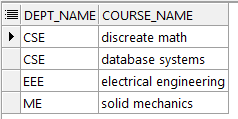 DEPT_NAME COURSE_NAME
CSE discreate math
CSE database systems
EEE electrical engineering
ME solid mechanics